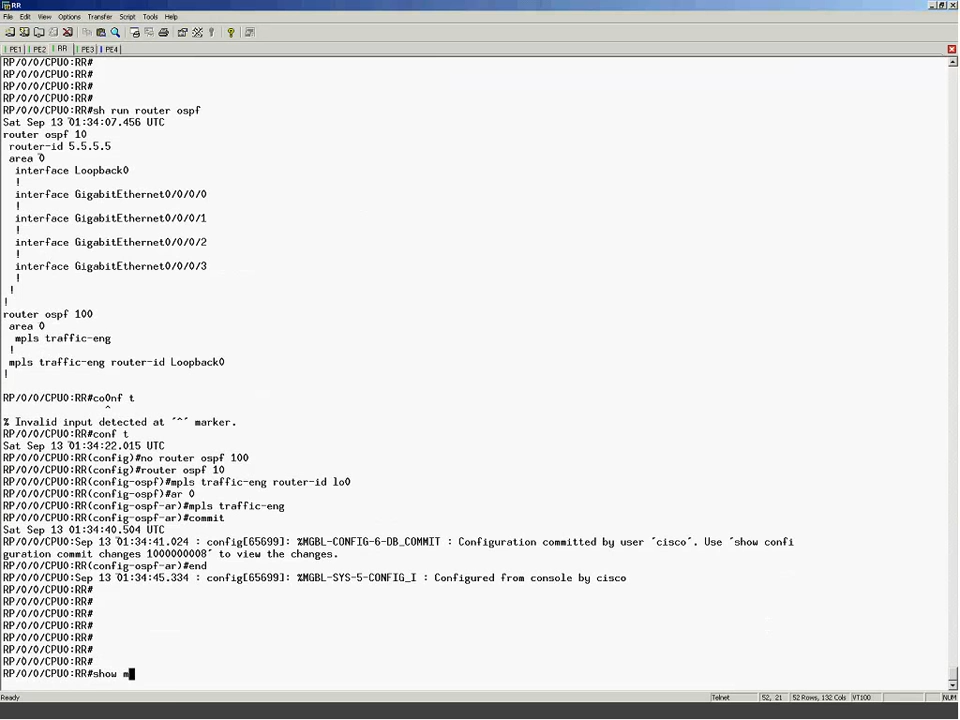 RR
File Edit View Options Transfer Script Tools Help
PE1 PE2 RR PE3 PE4
RP/0/0/CPU0:RR#
RP/0/0/CPU0:RR#
RP/0/0/CPU0:RR#
RP/0/0/CPU0:RR#
RP/0/0/CPU0:RR#sh run router ospf
Sat Sep 13 01:34:07.456 UTC
router ospf 10
router-id 5.5.5.5
area 0
interface Loopback0
!
interface GigabitEthernet0/0/0/0
!
interface GigabitEthernet0/0/0/1
!
interface GigabitEthernet0/0/0/2
!
interface GigabitEthernet0/0/0/3
!
!
!
router ospf 100
area 0
mpls traffic-eng
!
mpls traffic-eng router-id Loopback0
!
RP/0/0/CPU0:RR#co0nf t
^
% Invalid input detected at '^' marker.
RP/0/0/CPU0:RR#conf t
Sat Sep 13 01:34:22.015 UTC
RP/0/0/CPU0:RR(config)#no router ospf 100
RP/0/0/CPU0:RR(config)#router ospf 10
RP/0/0/CPU0:RR(config-ospf)#mpls traffic-eng router-id lo0
RP/0/0/CPU0:RR(config-ospf)#ar 0
RP/0/0/CPU0:RR(config-ospf-ar)#mpls traffic-eng
RP/0/0/CPU0:RR(config-ospf-ar)#commit
Sat Sep 13 01:34:40.504 UTC
RP/0/0/CPU0:Sep 13 01:34:41.024 : config[65699]: %MGBL-CONFIG-6-DB_COMMIT : Configuration committed by user 'cisco'. Use 'show confi
guration commit changes 1000000008' to view the changes.
RP/0/0/CPU0:RR(config-ospf-ar)#end
RP/0/0/CPU0:Sep 13 01:34:45.334 : config[65699]: %MGBL-SYS-5-CONFIG_I : Configured from console by cisco
RP/0/0/CPU0:RR#
RP/0/0/CPU0:RR#
RP/0/0/CPU0:RR#
RP/0/0/CPU0:RR#
RP/0/0/CPU0:RR#
RP/0/0/CPU0:RR#
RP/0/0/CPU0:RR#
RP/0/0/CPU0:RR#show m
Ready Telnet 52, 21 52 Rows, 132 Cols VT100 NUM